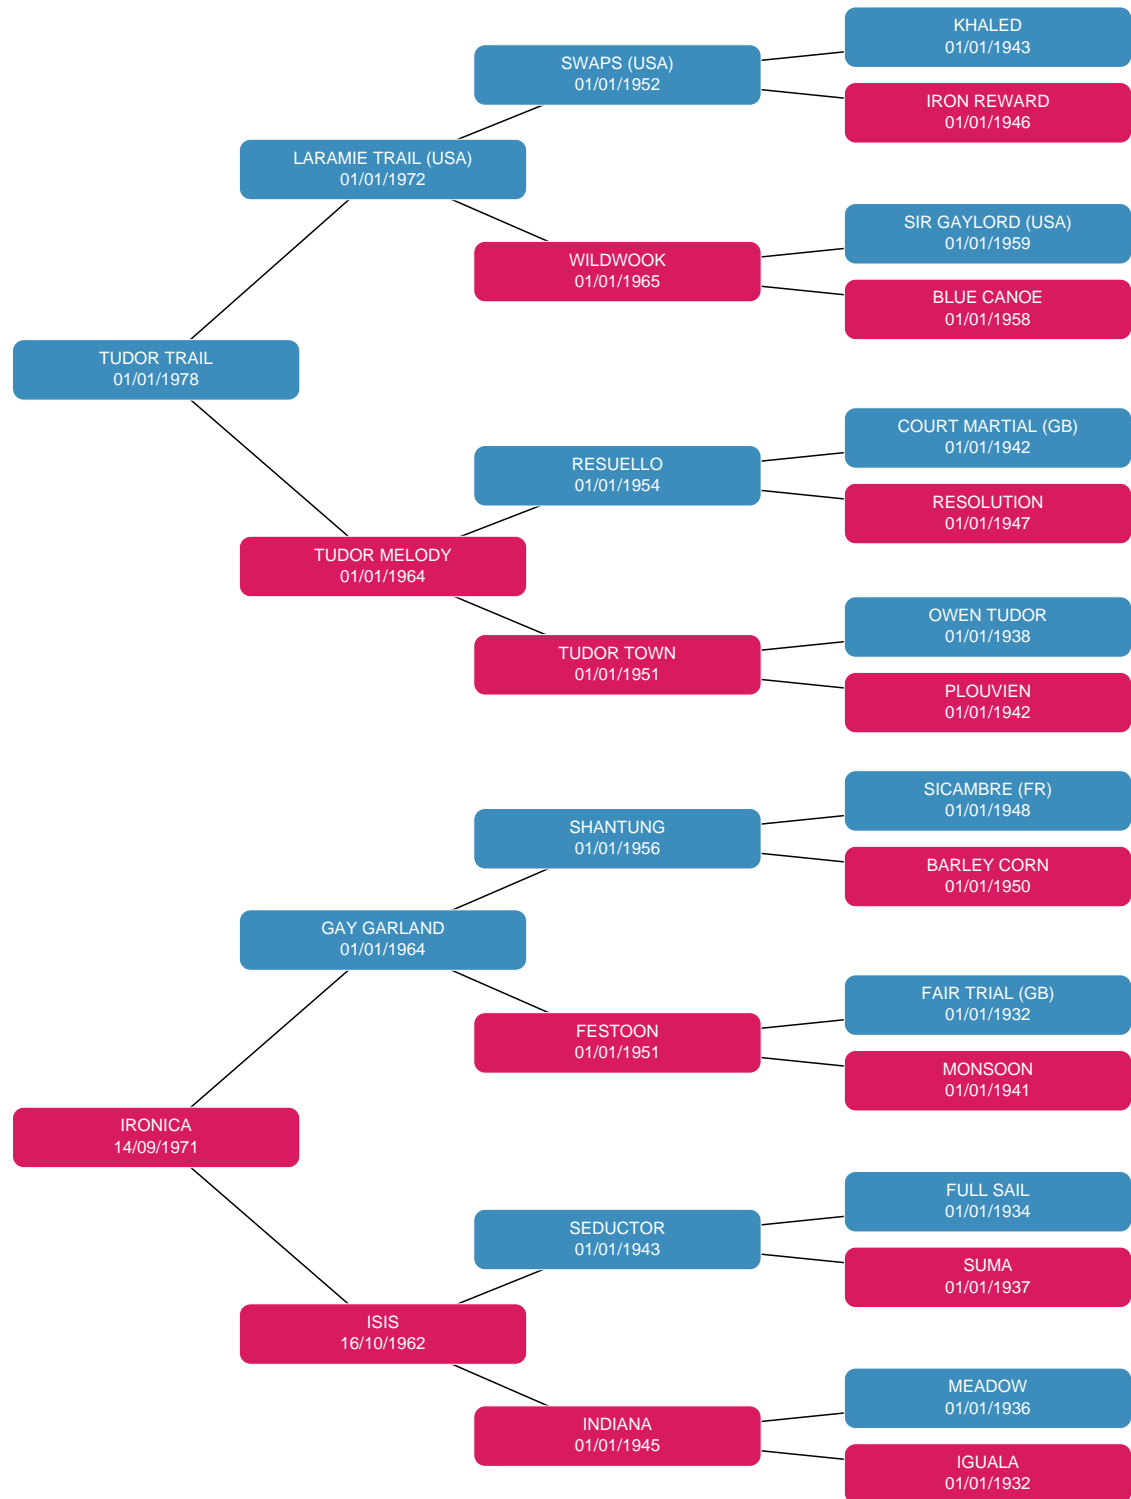 KHALED
01/01/1943
SWAPS (USA)
01/01/1952
IRON REWARD
01/01/1946
LARAMIE TRAIL (USA)
01/01/1972
SIR GAYLORD (USA)
01/01/1959
WILDWOOK
01/01/1965
BLUE CANOE
01/01/1958
TUDOR TRAIL
01/01/1978
COURT MARTIAL (GB)
01/01/1942
RESUELLO
01/01/1954
RESOLUTION
01/01/1947
TUDOR MELODY
01/01/1964
OWEN TUDOR
01/01/1938
TUDOR TOWN
01/01/1951
PLOUVIEN
01/01/1942
SICAMBRE (FR)
01/01/1948
SHANTUNG
01/01/1956
BARLEY CORN
01/01/1950
GAY GARLAND
01/01/1964
FAIR TRIAL (GB)
01/01/1932
FESTOON
01/01/1951
MONSOON
01/01/1941
IRONICA
14/09/1971
FULL SAIL
01/01/1934
SEDUCTOR
01/01/1943
SUMA
01/01/1937
ISIS
16/10/1962
MEADOW
01/01/1936
INDIANA
01/01/1945
IGUALA
01/01/1932